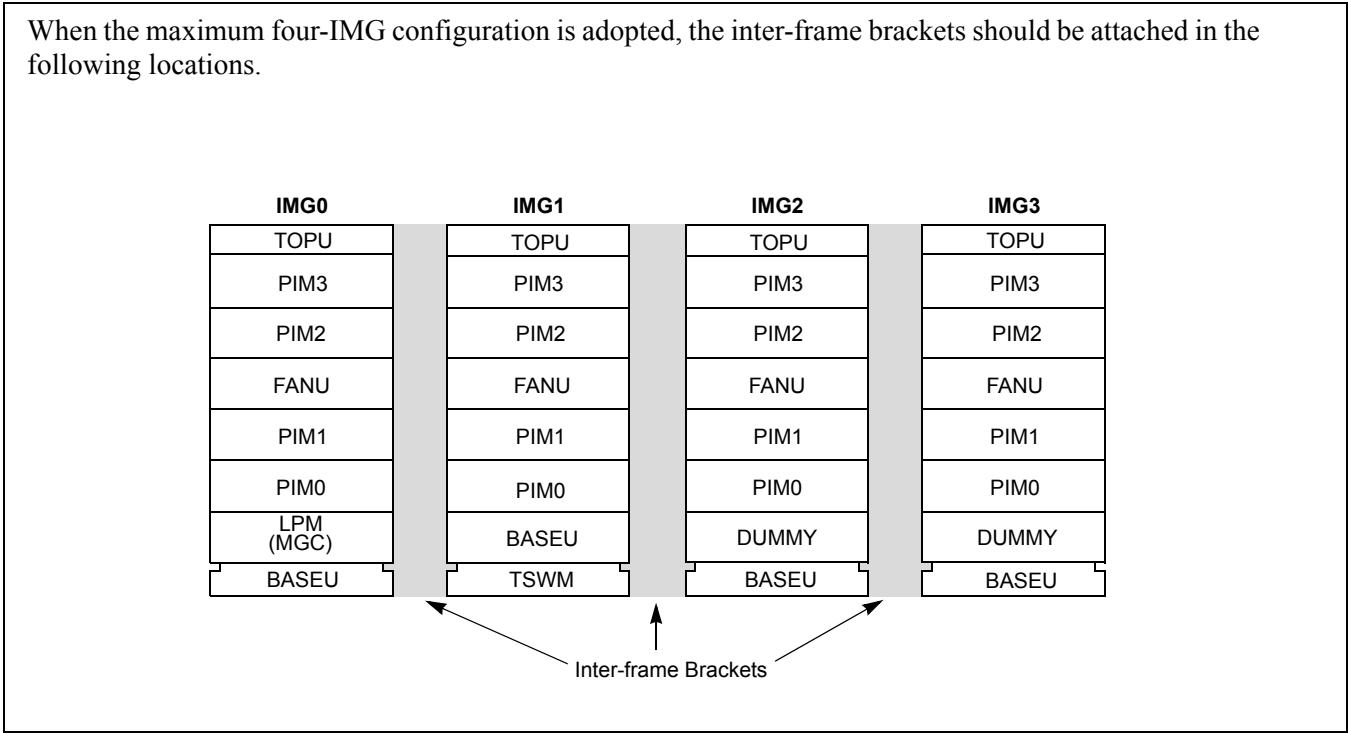 When the maximum four-IMG configuration is adopted, the inter-frame brackets should be attached in the
following locations.
IMG0 IMG1 IMG2 IMG3
TOPU TOPU TOPU TOPU
PIM3 PIM3 PIM3 PIM3
PIM2 PIM2 PIM2 PIM2
FANU FANU FANU FANU
PIM1 PIM1 PIM1 PIM1
PIM0 PIM0 PIM0 PIM0
LPM
(MGC) BASEU DUMMY DUMMY
BASEU TSWM BASEU BASEU
Inter-frame Brackets